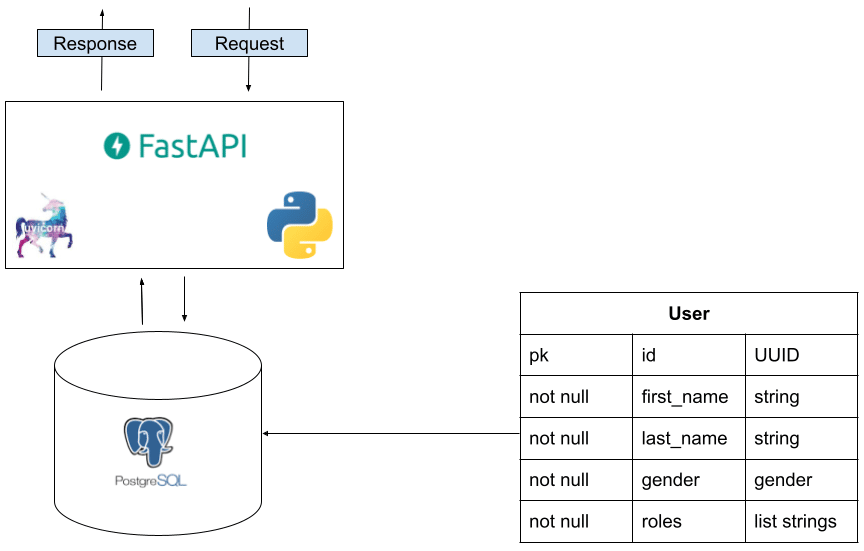 Response
Request
FastAPI
uvicorn
PostgreSQL
User
pk id UUID
not null first_name string
not null last_name string
not null gender gender
not null roles list strings